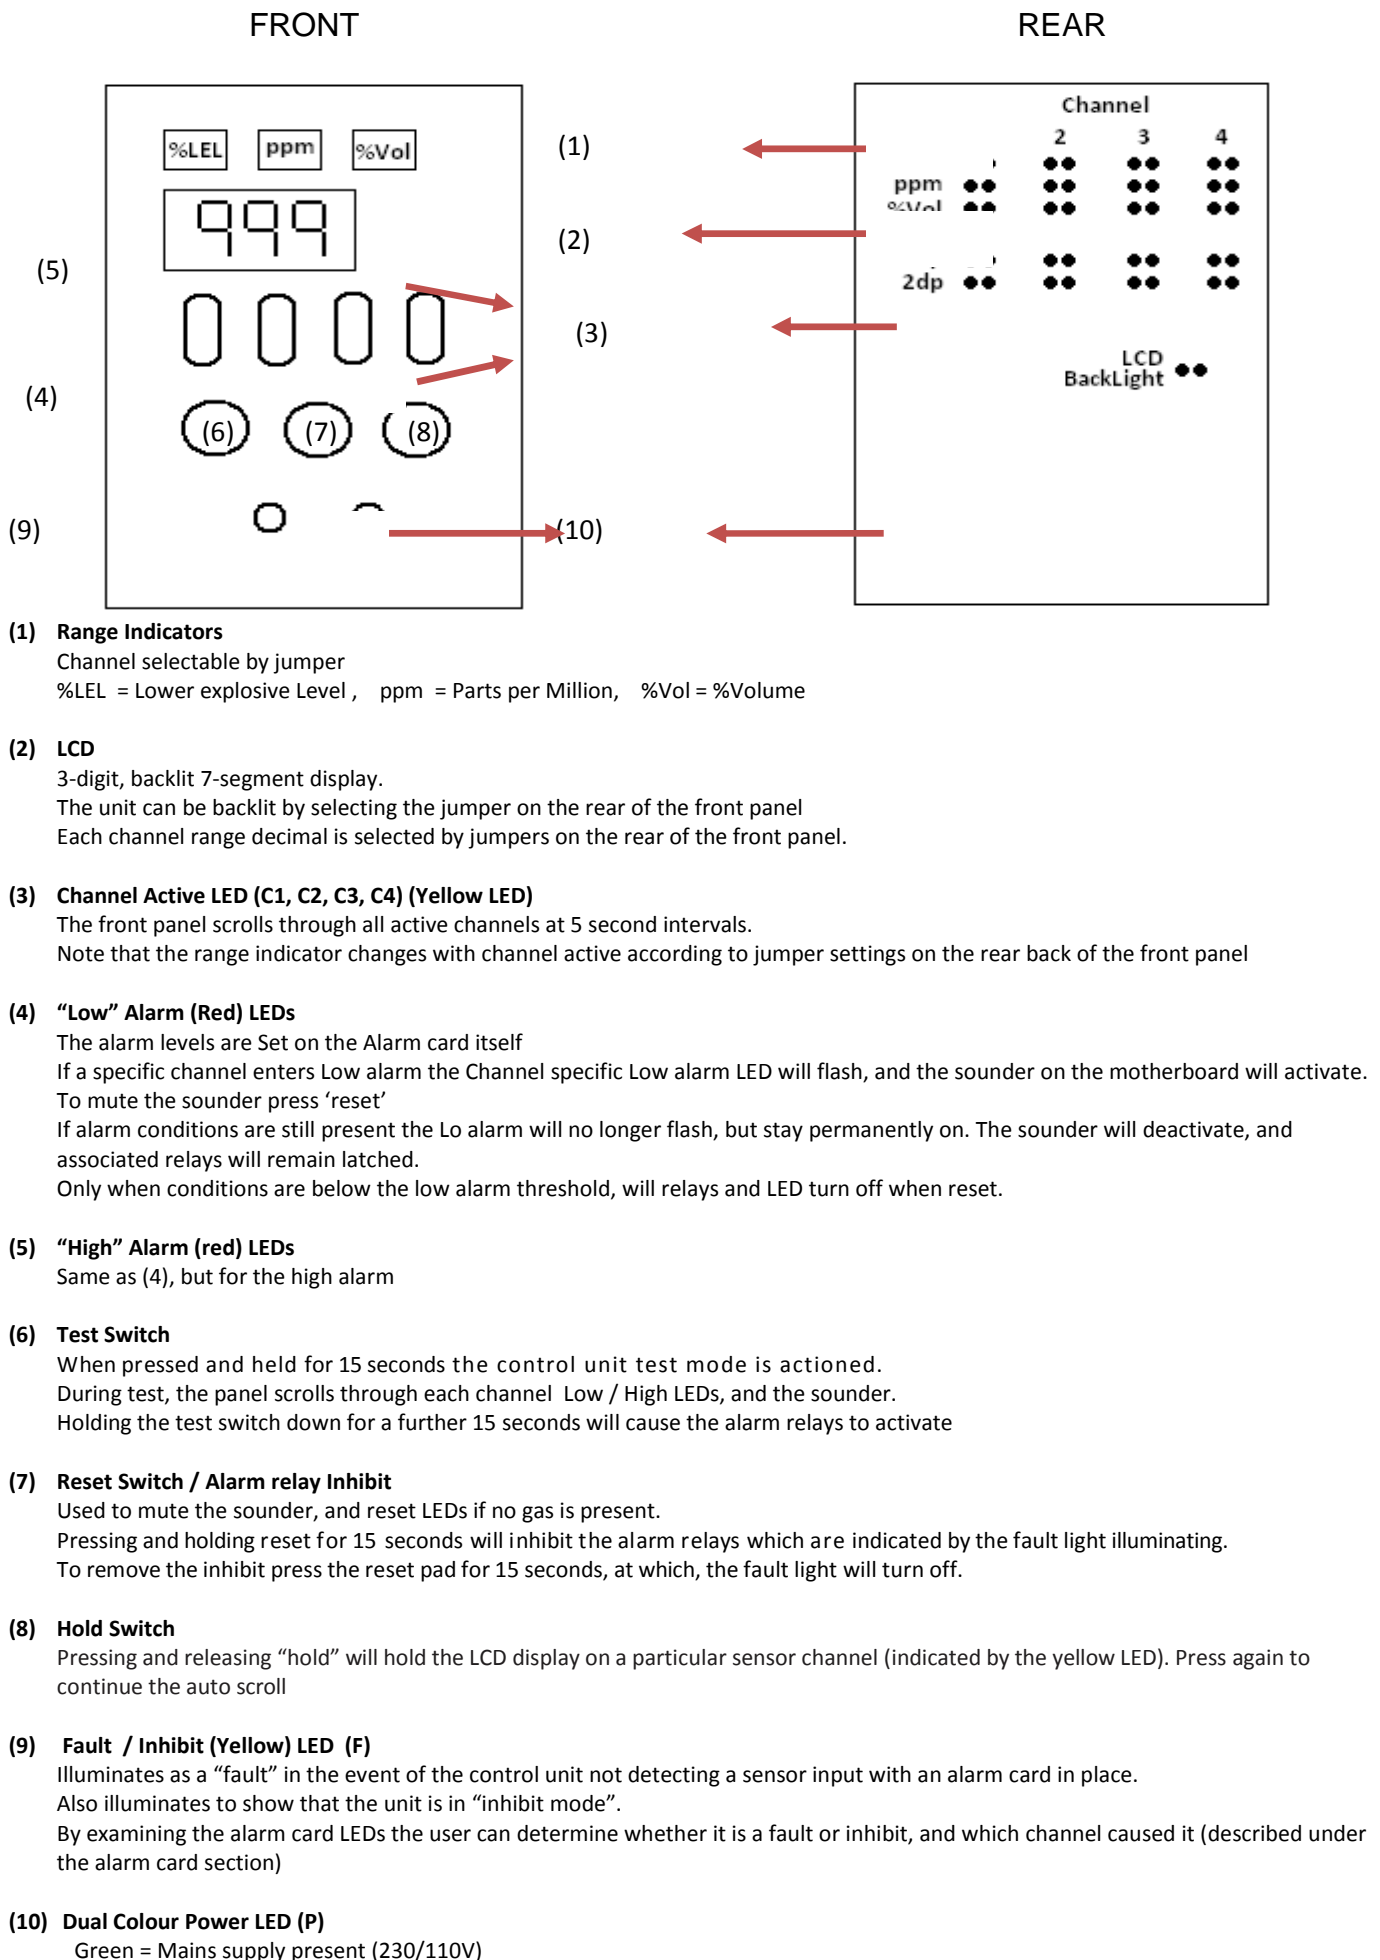 FRONT
REAR
%LEL ppm %Vol
999
(1)
(2)
(3)
(4)
(5)
(6) (7) (8)
(9)
(10)
Channel
2 3 4
ppm
%Vol
2dp
LCD
BackLight
(1) Range Indicators
Channel selectable by jumper
%LEL = Lower explosive Level , ppm = Parts per Million, %Vol = %Volume
(2) LCD
3-digit, backlit 7-segment display.
The unit can be backlit by selecting the jumper on the rear of the front panel
Each channel range decimal is selected by jumpers on the rear of the front panel.
(3) Channel Active LED (C1, C2, C3, C4) (Yellow LED)
The front panel scrolls through all active channels at 5 second intervals.
Note that the range indicator changes with channel active according to jumper settings on the rear back of the front panel
(4) “Low” Alarm (Red) LEDs
The alarm levels are Set on the Alarm card itself
If a specific channel enters Low alarm the Channel specific Low alarm LED will flash, and the sounder on the motherboard will activate.
To mute the sounder press ‘reset’
If alarm conditions are still present the Lo alarm will no longer flash, but stay permanently on. The sounder will deactivate, and
associated relays will remain latched.
Only when conditions are below the low alarm threshold, will relays and LED turn off when reset.
(5) “High” Alarm (red) LEDs
Same as (4), but for the high alarm
(6) Test Switch
When pressed and held for 15 seconds the control unit test mode is actioned.
During test, the panel scrolls through each channel Low / High LEDs, and the sounder.
Holding the test switch down for a further 15 seconds will cause the alarm relays to activate
(7) Reset Switch / Alarm relay Inhibit
Used to mute the sounder, and reset LEDs if no gas is present.
Pressing and holding reset for 15 seconds will inhibit the alarm relays which are indicated by the fault light illuminating.
To remove the inhibit press the reset pad for 15 seconds, at which, the fault light will turn off.
(8) Hold Switch
Pressing and releasing “hold” will hold the LCD display on a particular sensor channel (indicated by the yellow LED). Press again to
continue the auto scroll
(9) Fault / Inhibit (Yellow) LED (F)
Illuminates as a “fault” in the event of the control unit not detecting a sensor input with an alarm card in place.
Also illuminates to show that the unit is in “inhibit mode”.
By examining the alarm card LEDs the user can determine whether it is a fault or inhibit, and which channel caused it (described under
the alarm card section)
(10) Dual Colour Power LED (P)
Green = Mains supply present (230/110V)